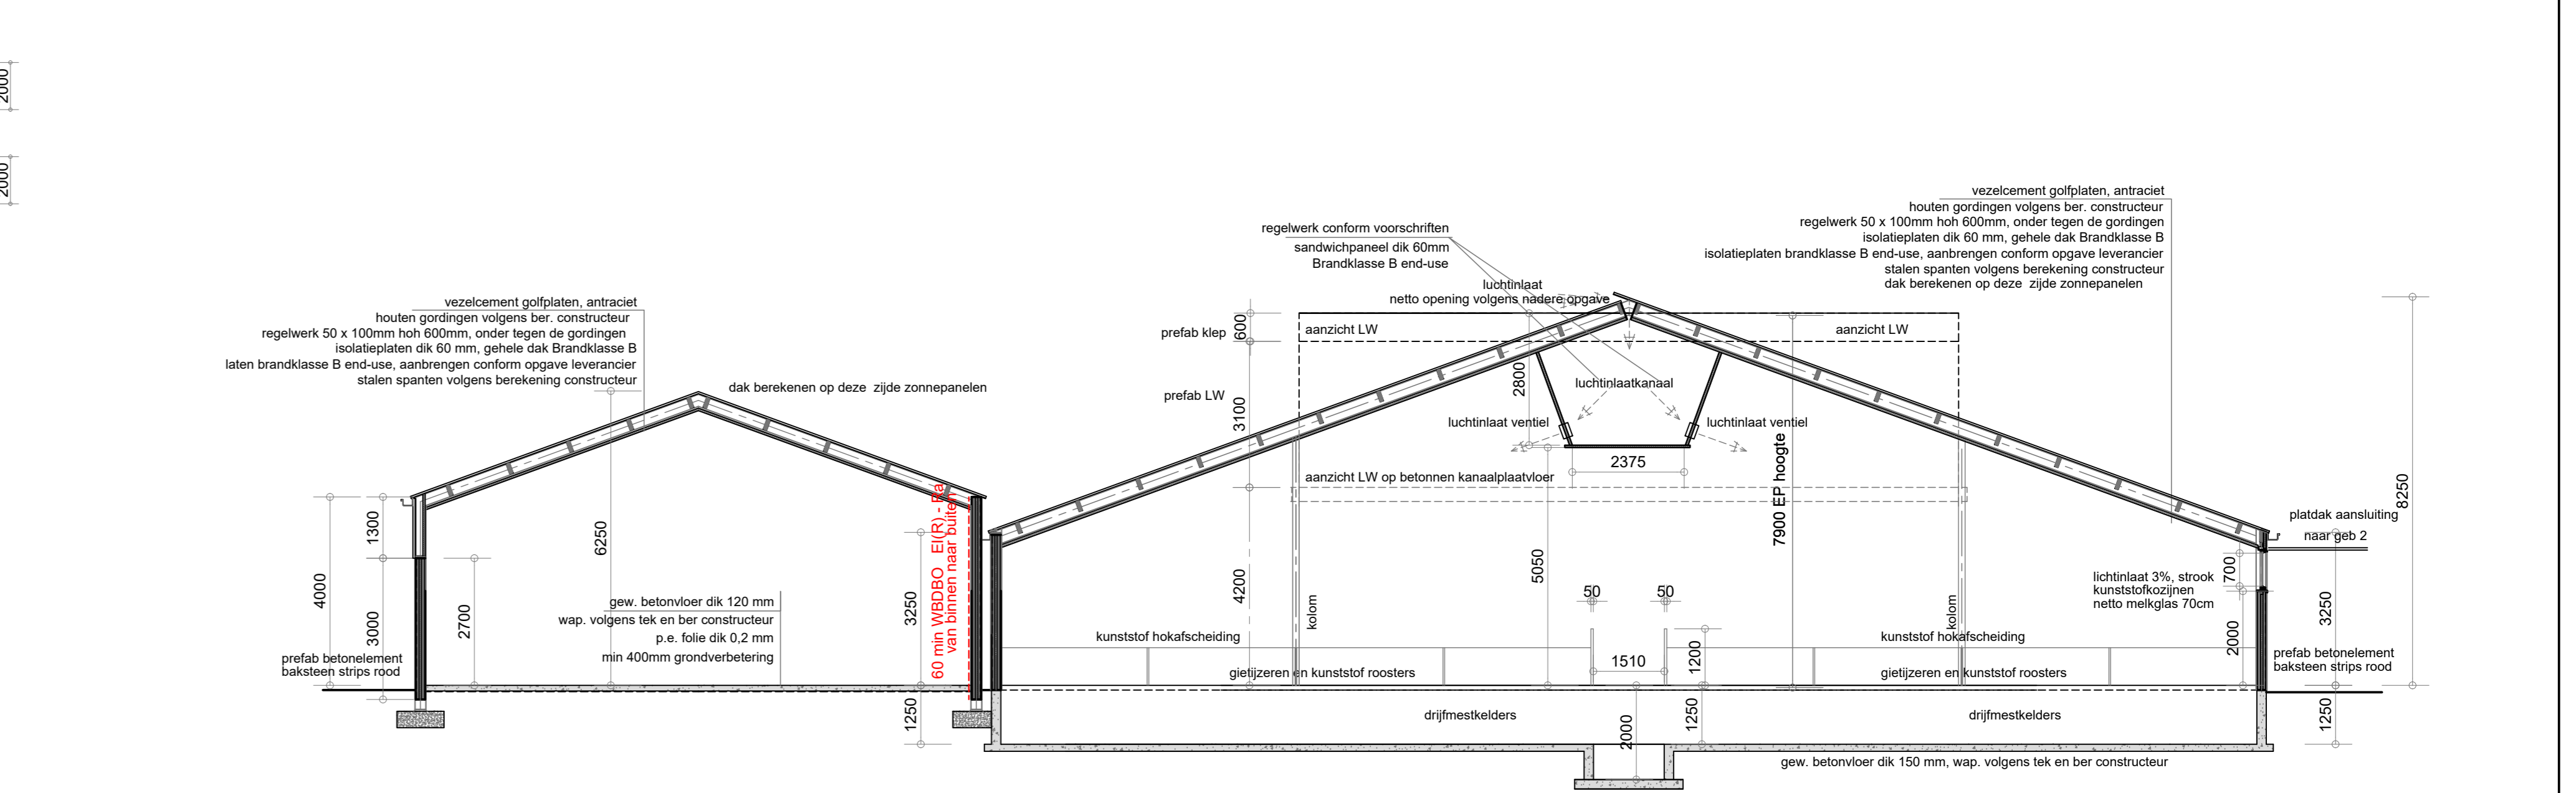 2000
2000
vezelcement golfplaten, antraciet
houten gordingen volgens ber. constructeur
regelwerk 50 x 100mm hoh 600mm, onder tegen de gordingen
isolatieplaten dik 60 mm, gehele dak Brandklasse B
laten brandklasse B end-use, aanbrengen conform opgave leverancier
stalen spanten volgens berekening constructeur
dak berekenen op deze zijde zonnepanelen
4000
1300
3000
2700
6250
3250
1250
prefab betonelement
baksteen strips rood
gew. betonvloer dik 120 mm
wap. volgens tek en ber constructeur
p.e. folie dik 0,2 mm
min 400mm grondverbetering
60 min WBDBO EI(R) - Ra
van binnen naar buiten
regelwerk conform voorschriften
sandwichpaneel dik 60mm
Brandklasse B end-use
luchtinlaat
netto opening volgens nadere opgave
prefab klep
600
aanzicht LW
aanzicht LW
prefab LW
3100
2800
luchtinlaatkanaal
luchtinlaat ventiel
luchtinlaat ventiel
2375
aanzicht LW op betonnen kanaalplaatvloer
7900 EP hoogte
5050
4200
kolom
kolom
50
50
kunststof hokafscheiding
kunststof hokafscheiding
1510
1200
gietijzeren en kunststof roosters
gietijzeren en kunststof roosters
drijfmestkelders
drijfmestkelders
2000
1250
gew. betonvloer dik 150 mm, wap. volgens tek en ber constructeur
vezelcement golfplaten, antraciet
houten gordingen volgens ber. constructeur
regelwerk 50 x 100mm hoh 600mm, onder tegen de gordingen
isolatieplaten dik 60 mm, gehele dak Brandklasse B
isolatieplaten brandklasse B end-use, aanbrengen conform opgave leverancier
stalen spanten volgens berekening constructeur
dak berekenen op deze zijde zonnepanelen
8250
platdak aansluiting
naar geb 2
lichtinlaat 3%, strook
kunststofkozijnen
netto melkglas 70cm
700
3250
2000
prefab betonelement
baksteen strips rood
1250